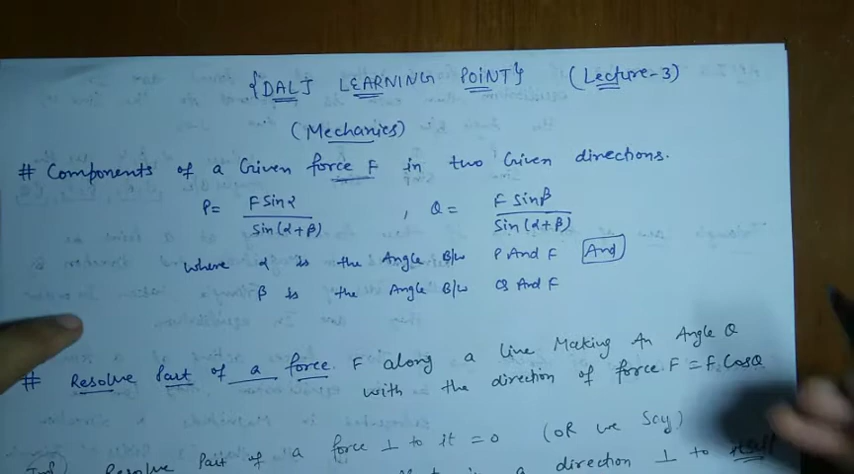 {DALJ LEARNING POINT} (Lecture-3)
(Mechanics)
# Components of a Given force F in two Given directions.
P = F Sin α / Sin (α + β) , Q = F Sin β / Sin (α + β)
where α is the Angle B/w P And F And
β is the Angle B/w Q And F
# Resolve Part of a force F along a line Making An Angle θ
with the direction of force F = F Cos θ
Resolve Part of a force ⊥ to it = 0 (OR we Say)
a direction ⊥ to itself